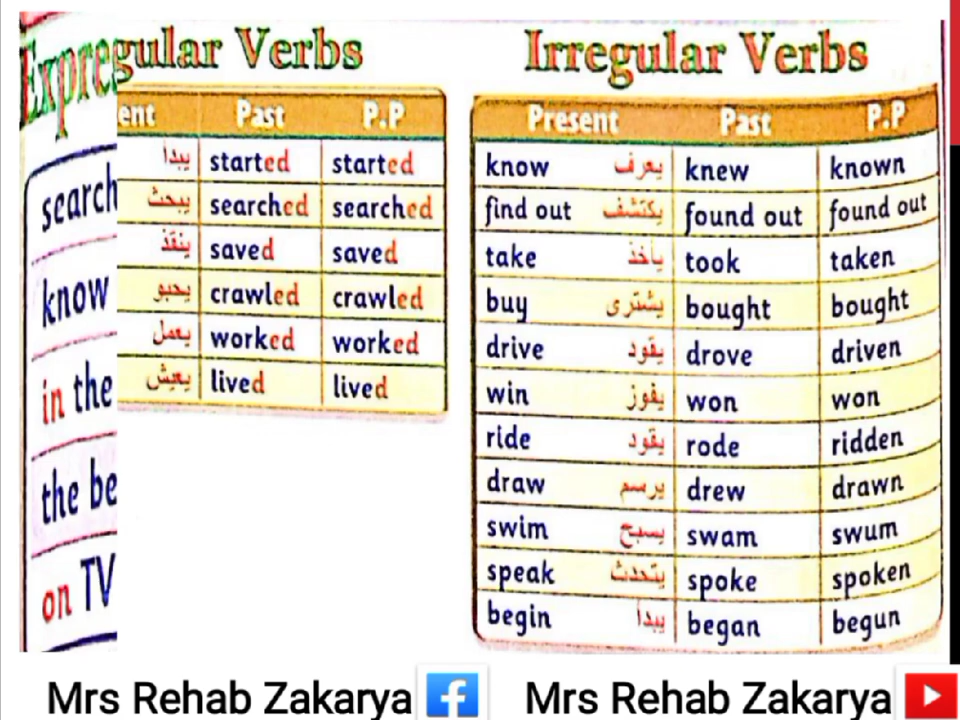 Expre
gular Verbs
Irregular Verbs
ent Past P.P
يبدا started started
يبحث searched searched
ينقذ saved saved
يحبو crawled crawled
يعمل worked worked
يعيش lived lived
Present Past P.P
know يعرف knew known
find out يكتشف found out found out
take يأخذ took taken
buy يشترى bought bought
drive يقود drove driven
win يفوز won won
ride يقود rode ridden
draw يرسم drew drawn
swim يسبح swam swum
speak يتحدث spoke spoken
begin يبدأ began begun
search
know
in the
the be
on TV
Mrs Rehab Zakarya
Mrs Rehab Zakarya